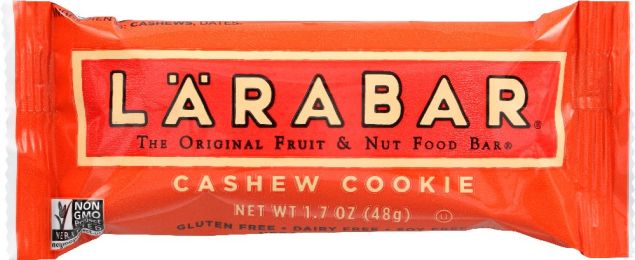 CASHEWS, DATES.
LÄRABAR®
THE ORIGINAL FRUIT & NUT FOOD BAR®
CASHEW COOKIE
NET WT 1.7 OZ (48g) U
GLUTEN FREE • DAIRY FREE • SOY FREE
NON
GMO